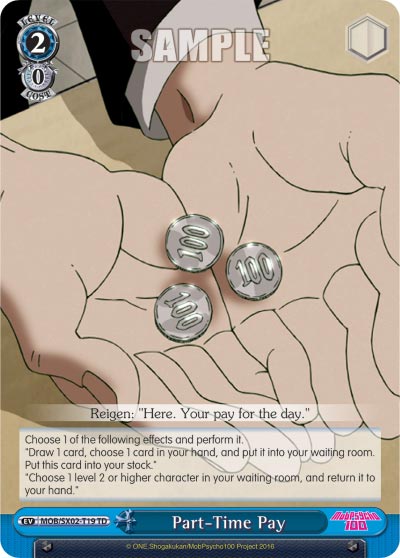 LEVEL
2
0
COST
SAMPLE
100
100
100
Reigen: "Here. Your pay for the day."
Choose 1 of the following effects and perform it.
"Draw 1 card, choose 1 card in your hand, and put it into your waiting room.
Put this card into your stock."
"Choose 1 level 2 or higher character in your waiting room, and return it to
your hand."
EV MOB/SX02-T19 TD
Part-Time Pay
MobPsycho
100
© ONE,Shogakukan/MobPsycho100 Project 2016